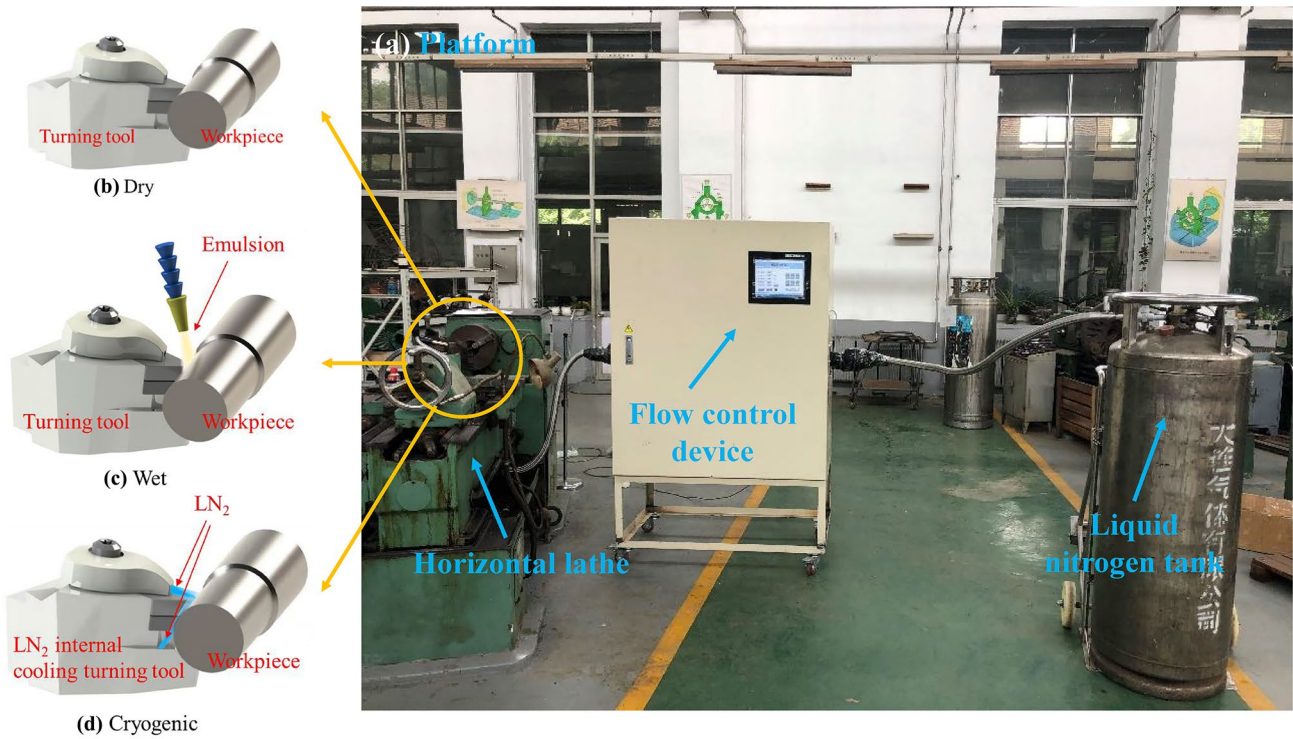 (a) Platform
Turning tool
Workpiece
(b) Dry
Emulsion
Turning tool
Workpiece
(c) Wet
LN2
LN2 internal
cooling turning tool
Workpiece
(d) Cryogenic
Flow control
device
Horizontal lathe
Liquid
nitrogen tank